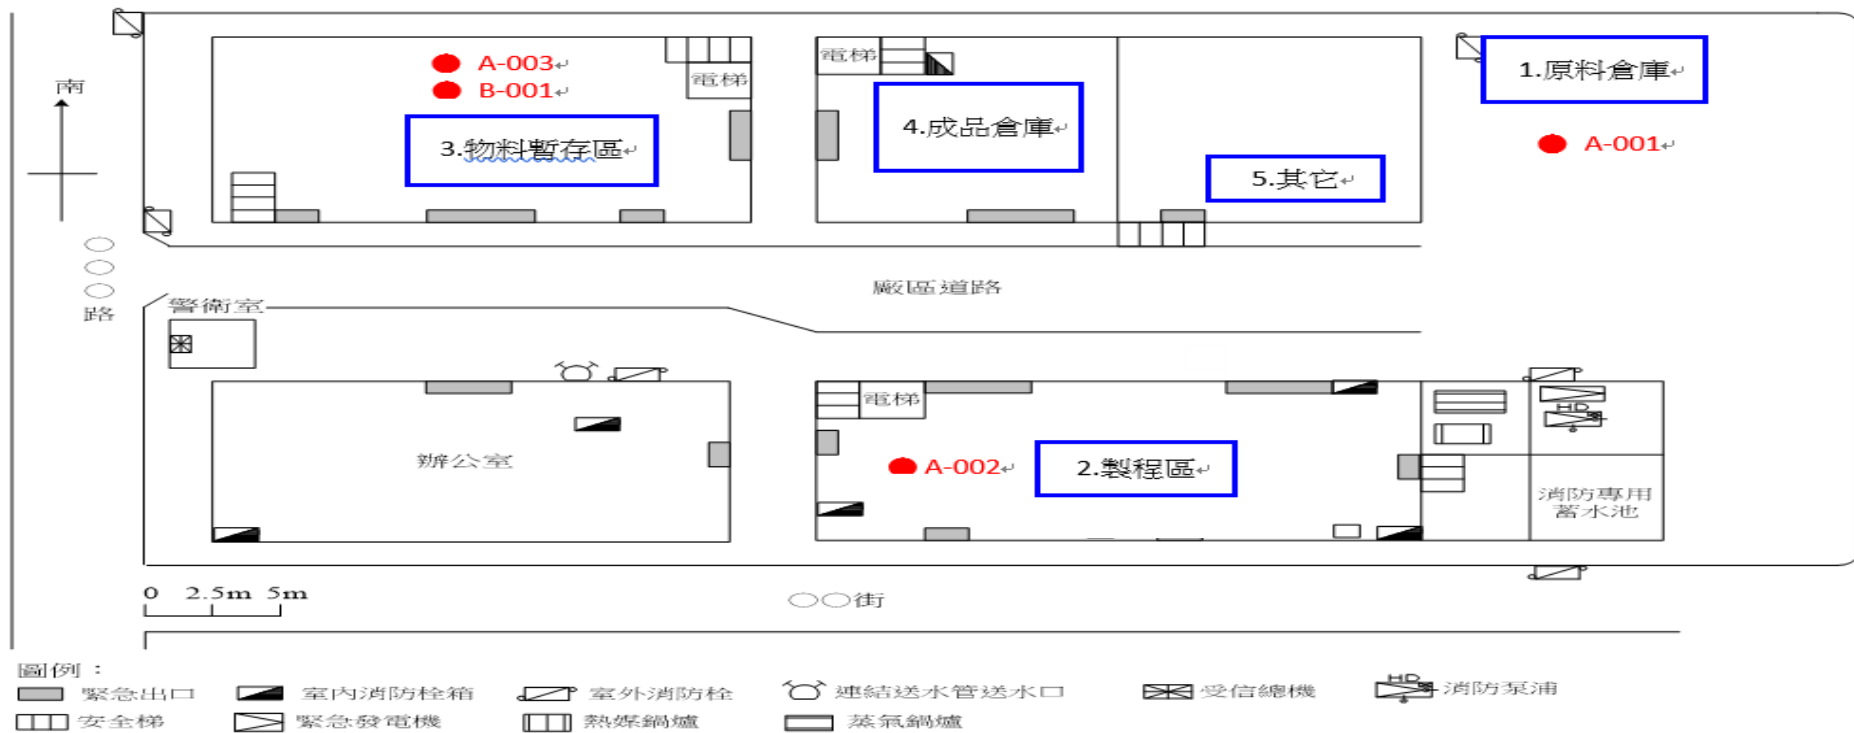 南
A-003
B-001
電梯
3.物料暫存區
電梯
4.成品倉庫
5.其它
1.原料倉庫
A-001
○○○路
廠區道路
警衛室
辦公室
電梯
A-002
2.製程區
HD
消防專用
蓄水池
0 2.5m 5m
○○街
圖例：
緊急出口 室內消防栓箱 室外消防栓 連結送水管送水口 受信總機 HD 消防泵浦
安全梯 緊急發電機 熱媒鍋爐 蒸氣鍋爐